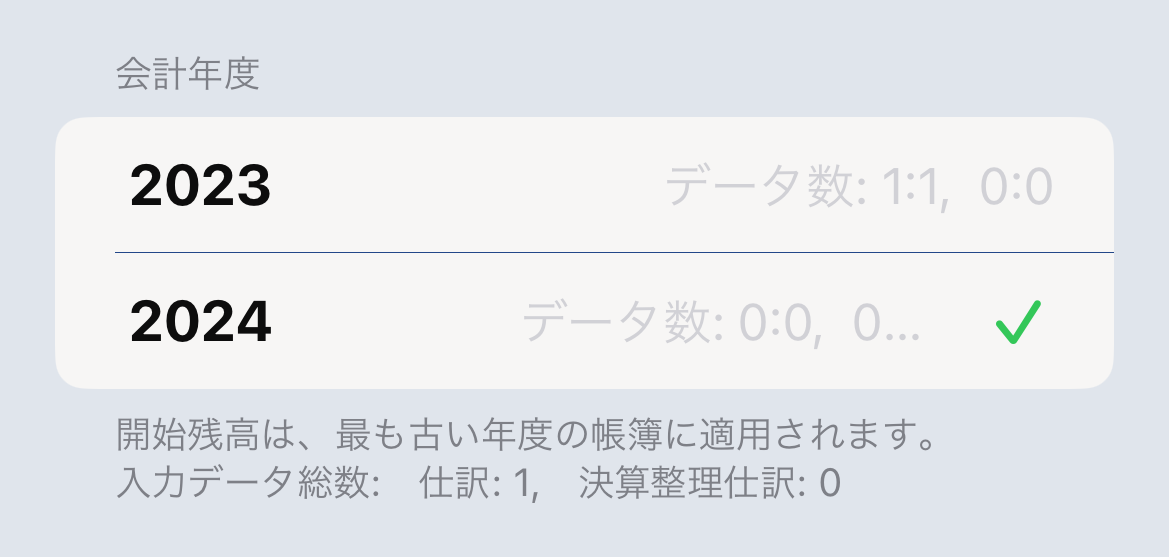 会計年度
2023 データ数: 1:1, 0:0
2024 データ数: 0:0, 0...
開始残高は、最も古い年度の帳簿に適用されます。
入力データ総数: 仕訳: 1, 決算整理仕訳: 0